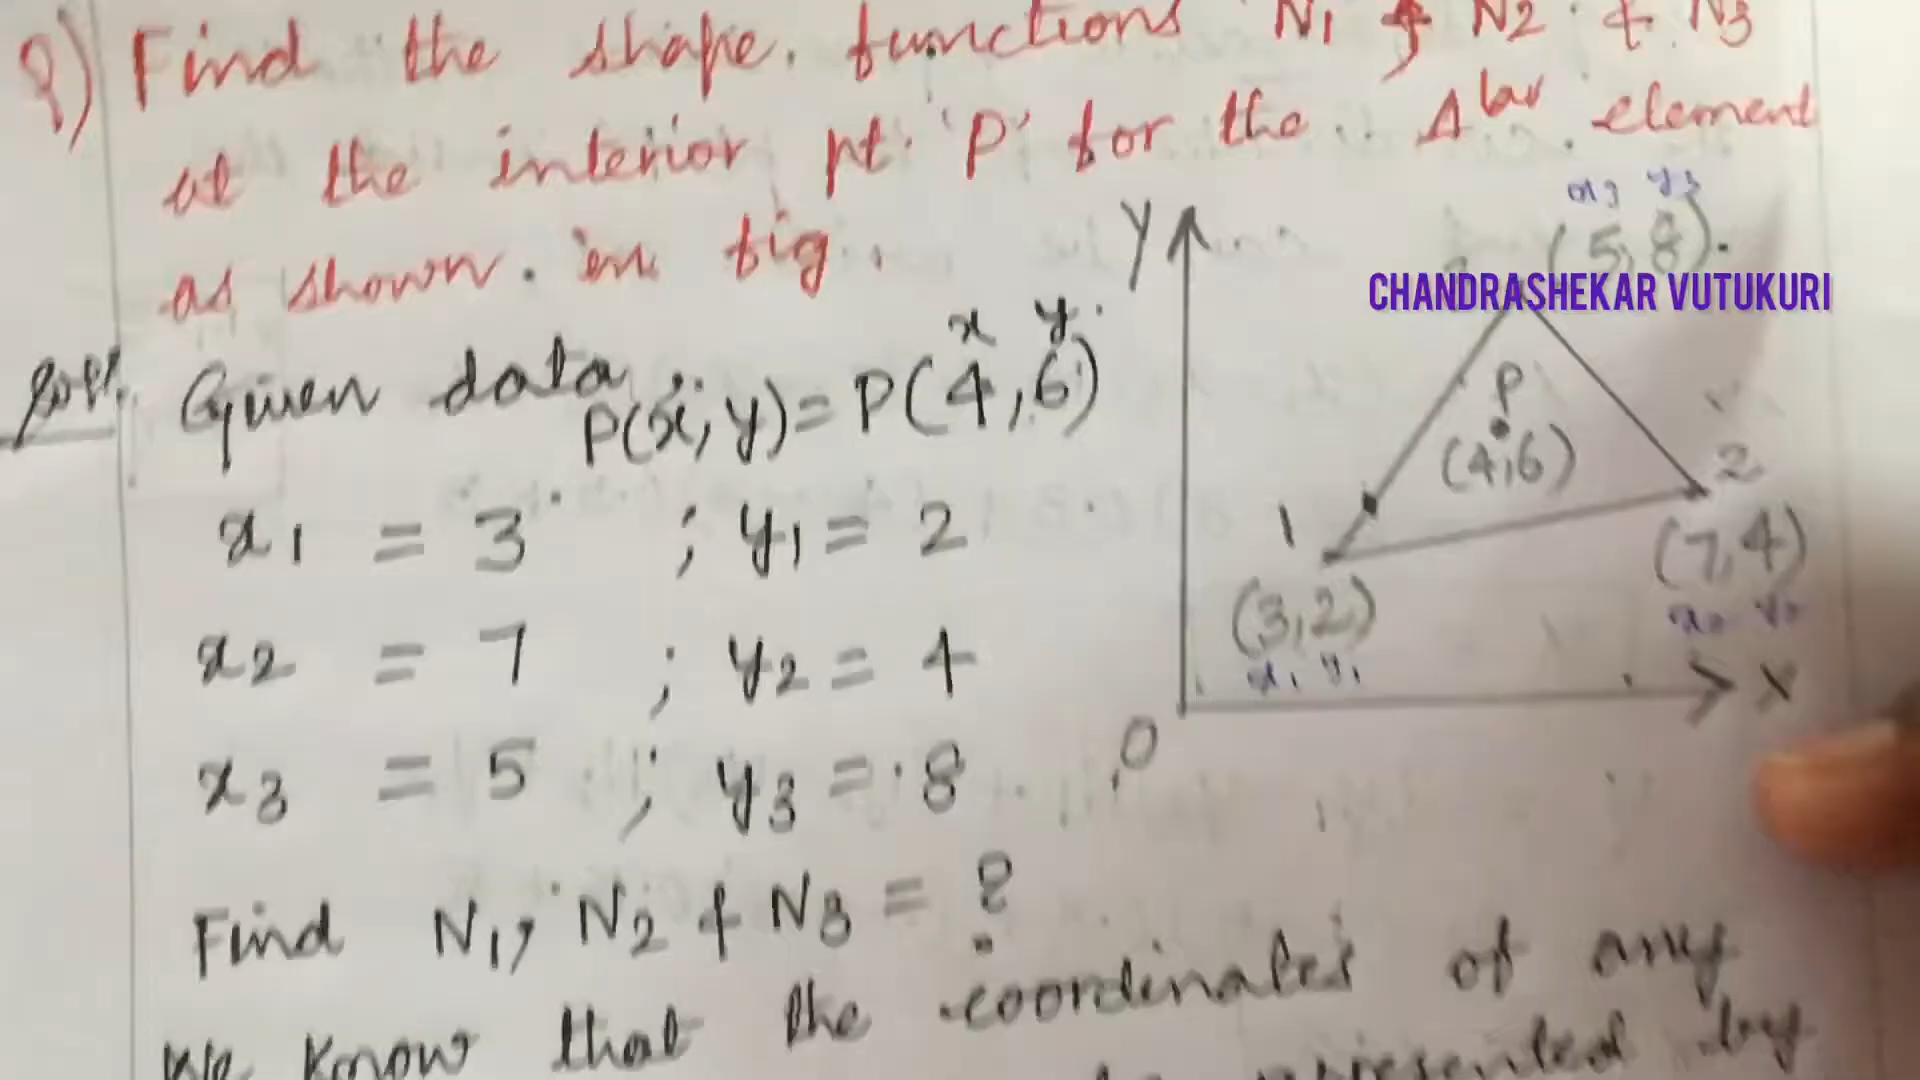 Q) Find the shape. functions N1, N2 & N3
at the interior pt. 'P' for the Δlar element
as shown in fig.
Soln. Given data,
P(x, y) = P(4, 6)
x y
x1 = 3 ; y1 = 2
x2 = 7 ; y2 = 4
x3 = 5 ; y3 = 8
Find N1, N2 & N3 = ?
We know that the coordinates of any
represented by
Y
x3 y3
(5, 8)
CHANDRASHEKAR VUTUKURI
P
(4,6)
2
(7,4)
x2 y2
1
(3,2)
x1 y1
X
O